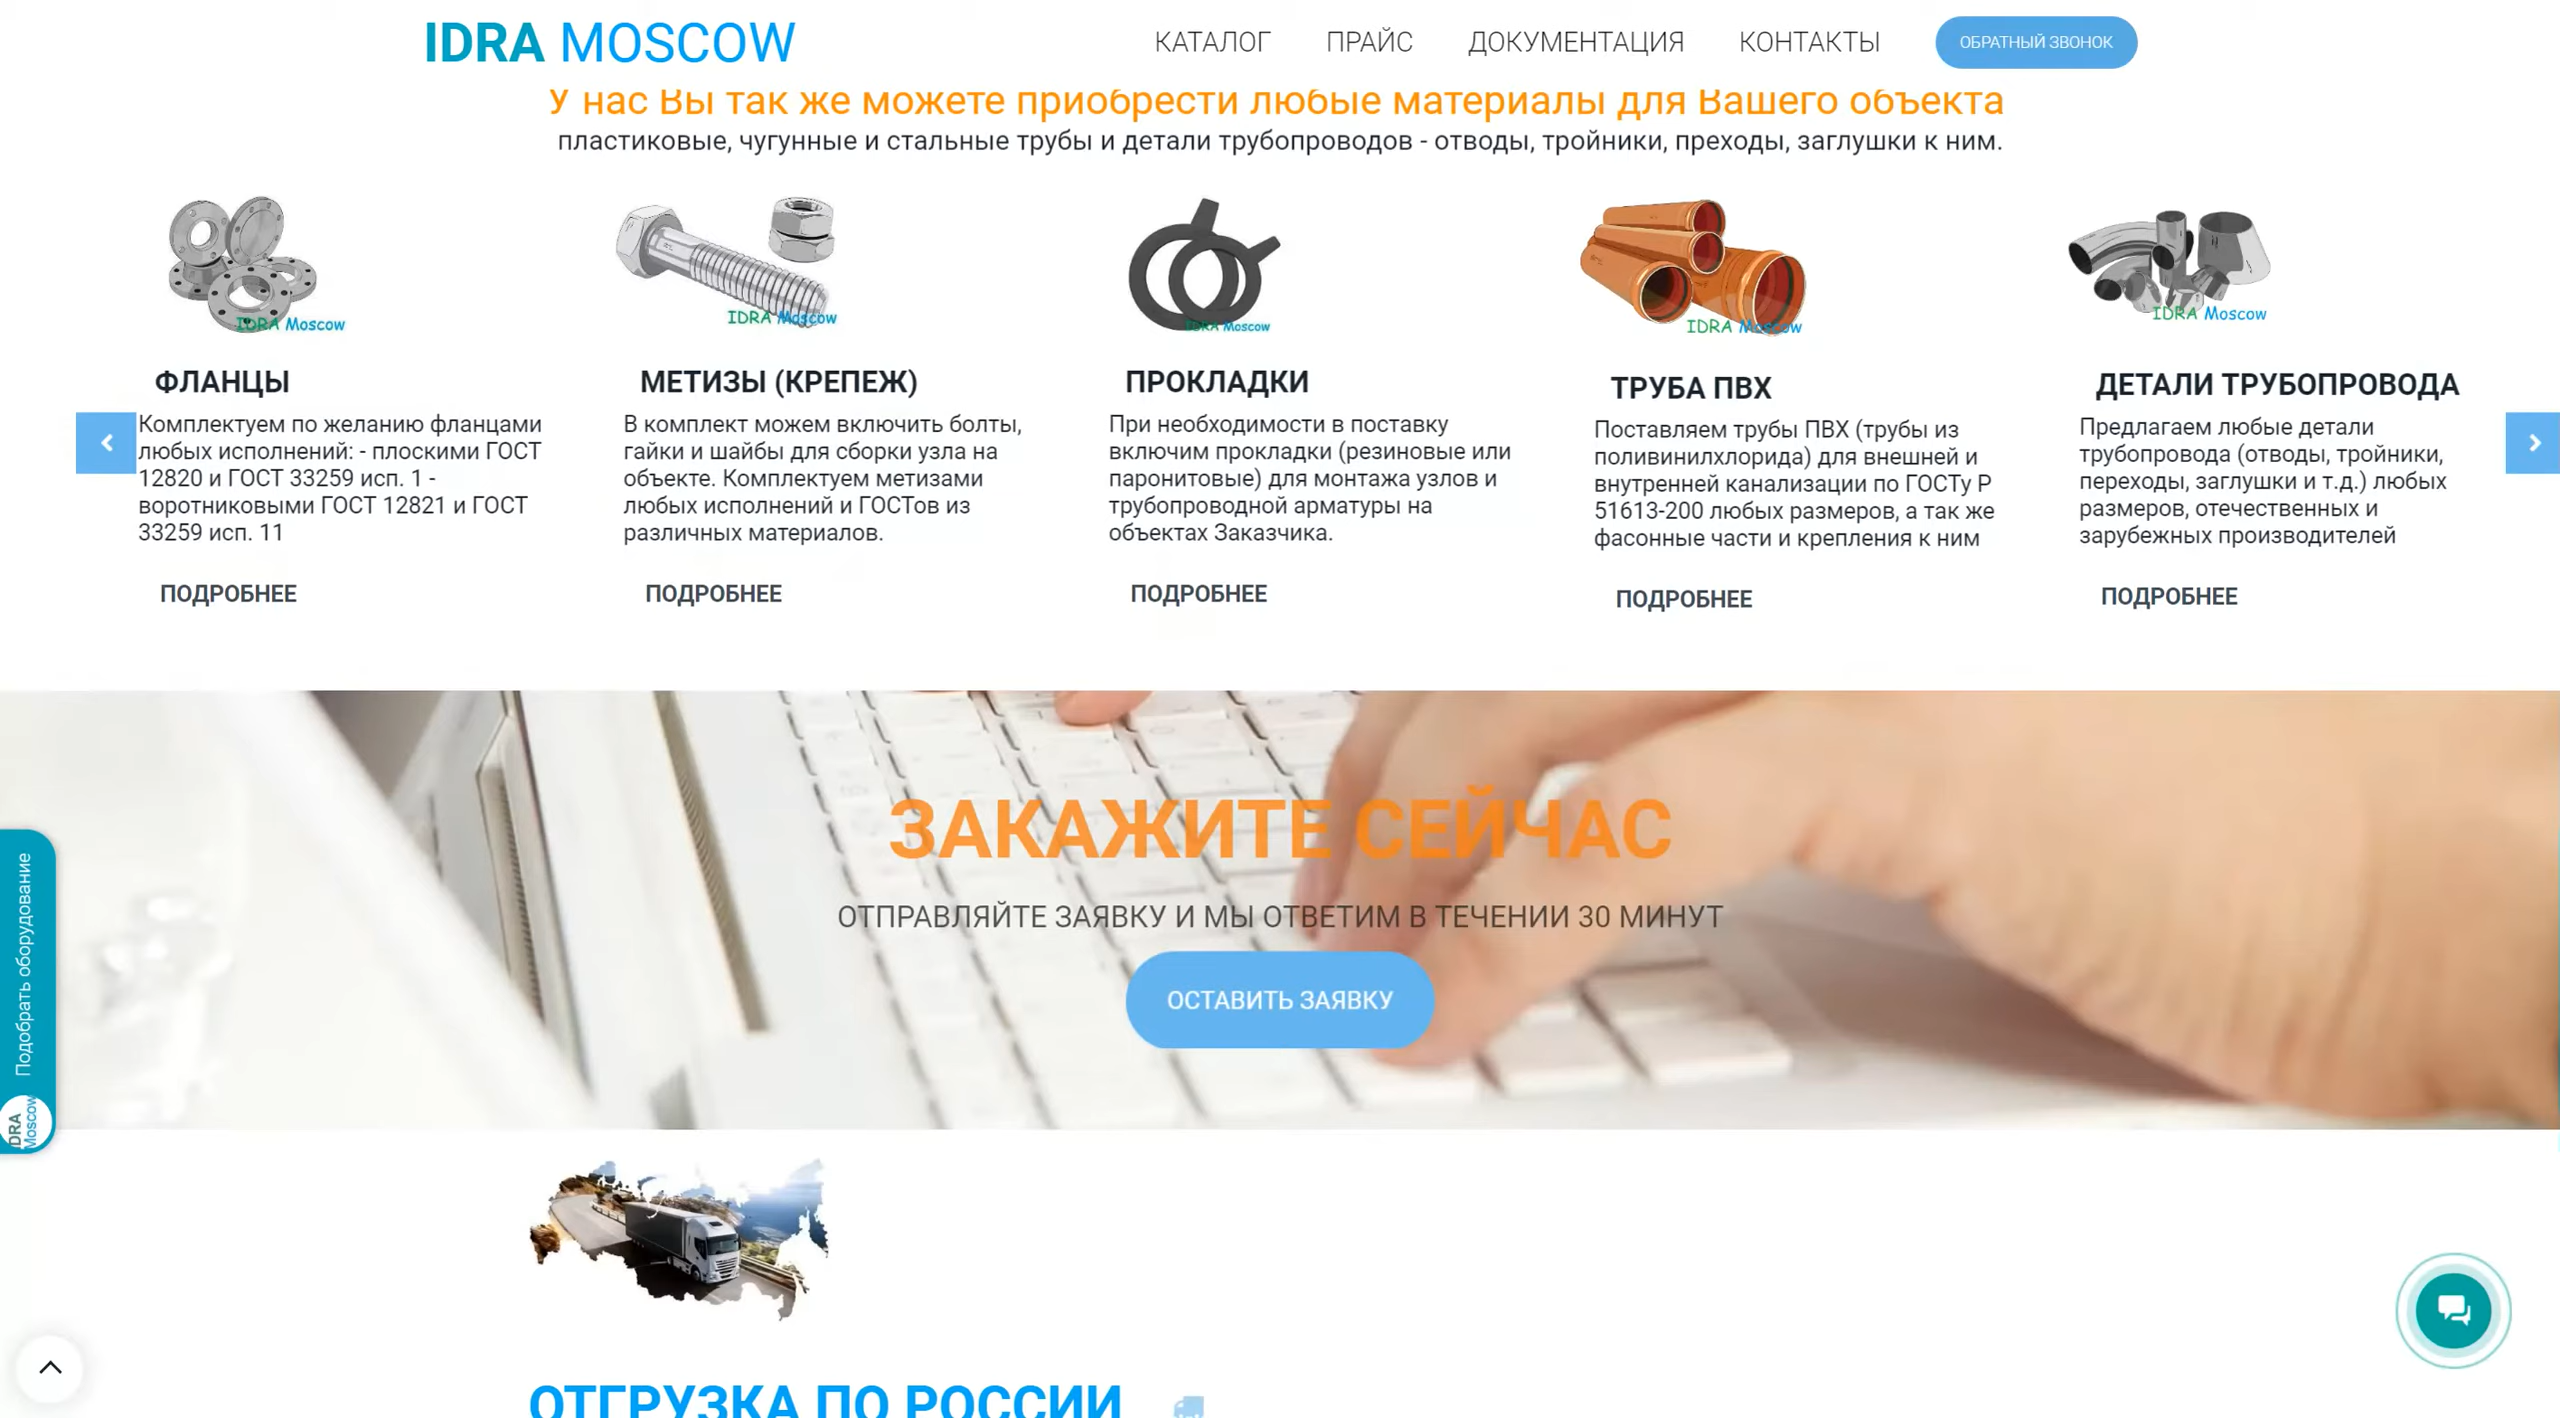 IDRA MOSCOW
КАТАЛОГ
ПРАЙС
ДОКУМЕНТАЦИЯ
КОНТАКТЫ
ОБРАТНЫЙ ЗВОНОК
У нас Вы так же можете приобрести любые материалы для Вашего объекта
пластиковые, чугунные и стальные трубы и детали трубопроводов - отводы, тройники, преходы, заглушки к ним.
IDRA Moscow
ФЛАНЦЫ
Комплектуем по желанию фланцами
любых исполнений: - плоскими ГОСТ
12820 и ГОСТ 33259 исп. 1 -
воротниковыми ГОСТ 12821 и ГОСТ
33259 исп. 11
ПОДРОБНЕЕ
IDRA Moscow
МЕТИЗЫ (КРЕПЕЖ)
В комплект можем включить болты,
гайки и шайбы для сборки узла на
объекте. Комплектуем метизами
любых исполнений и ГОСТов из
различных материалов.
ПОДРОБНЕЕ
IDRA Moscow
ПРОКЛАДКИ
При необходимости в поставку
включим прокладки (резиновые или
паронитовые) для монтажа узлов и
трубопроводной арматуры на
объектах Заказчика.
ПОДРОБНЕЕ
IDRA Moscow
ТРУБА ПВХ
Поставляем трубы ПВХ (трубы из
поливинилхлорида) для внешней и
внутренней канализации по ГОСТу Р
51613-200 любых размеров, а так же
фасонные части и крепления к ним
ПОДРОБНЕЕ
IDRA Moscow
ДЕТАЛИ ТРУБОПРОВОДА
Предлагаем любые детали
трубопровода (отводы, тройники,
переходы, заглушки и т.д.) любых
размеров, отечественных и
зарубежных производителей
ПОДРОБНЕЕ
ЗАКАЖИТЕ СЕЙЧАС
ОТПРАВЛЯЙТЕ ЗАЯВКУ И МЫ ОТВЕТИМ В ТЕЧЕНИИ 30 МИНУТ
ОСТАВИТЬ ЗАЯВКУ
Подобрать оборудование
IDRA
Moscow
ОТГРУЗКА ПО РОССИИ